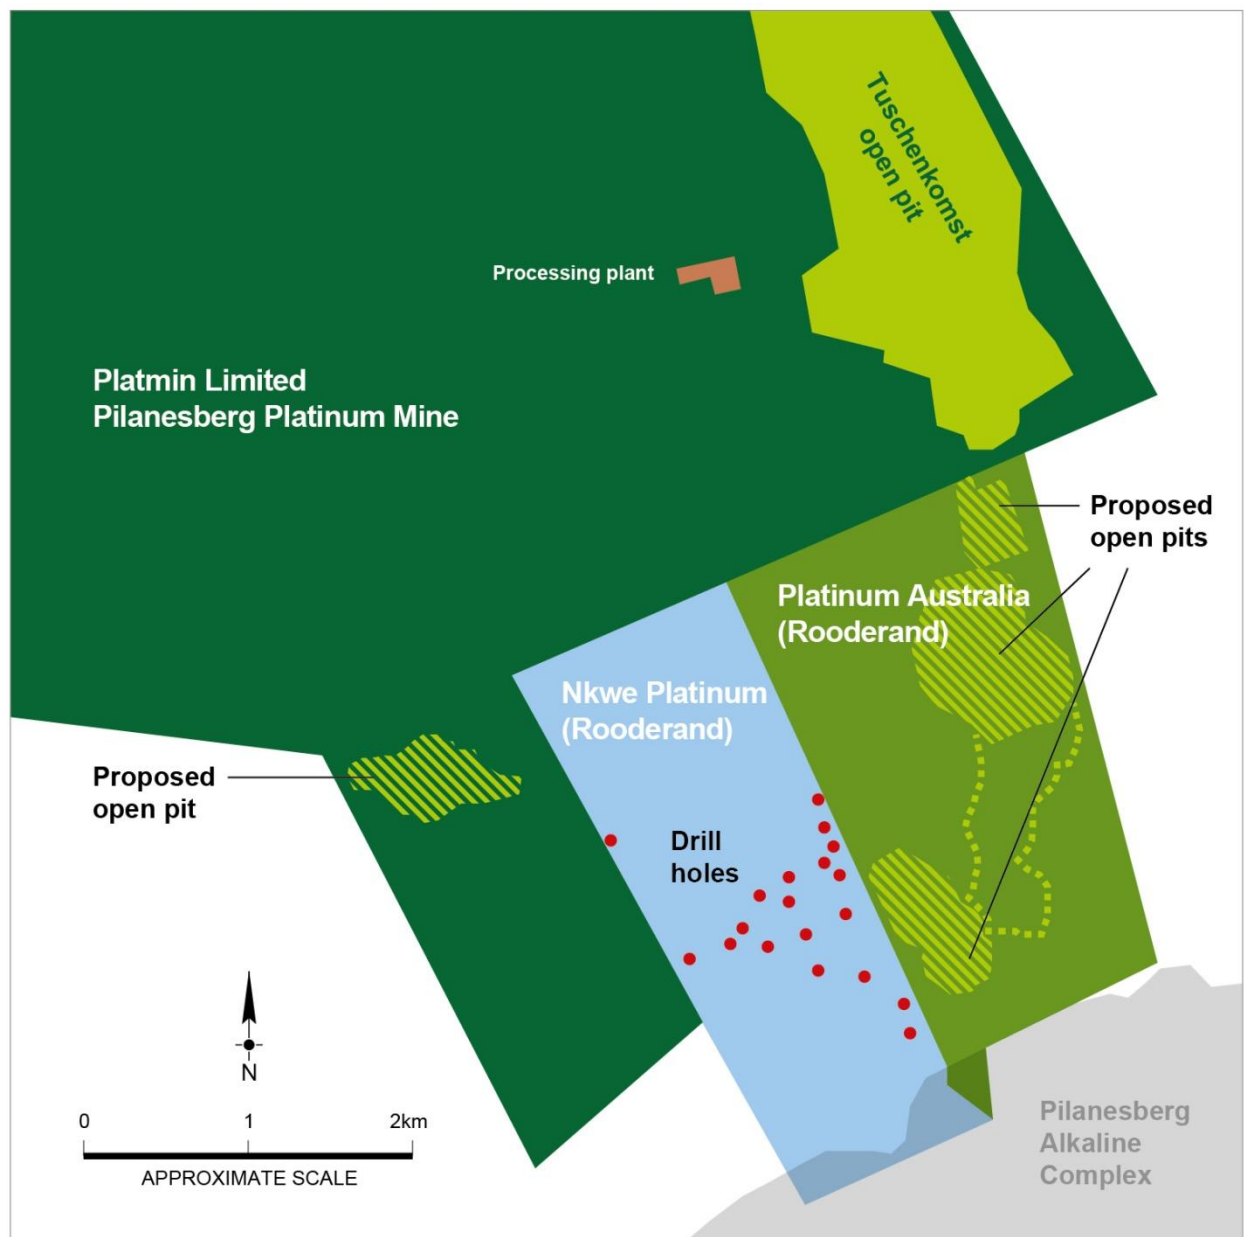 Tuschenkomst
open pit
Processing plant
Platmin Limited
Pilanesberg Platinum Mine
Proposed
open pits
Platinum Australia
(Rooderand)
Nkwe Platinum
(Rooderand)
Proposed
open pit
Drill
holes
N
0 1 2km
APPROXIMATE SCALE
Pilanesberg
Alkaline
Complex